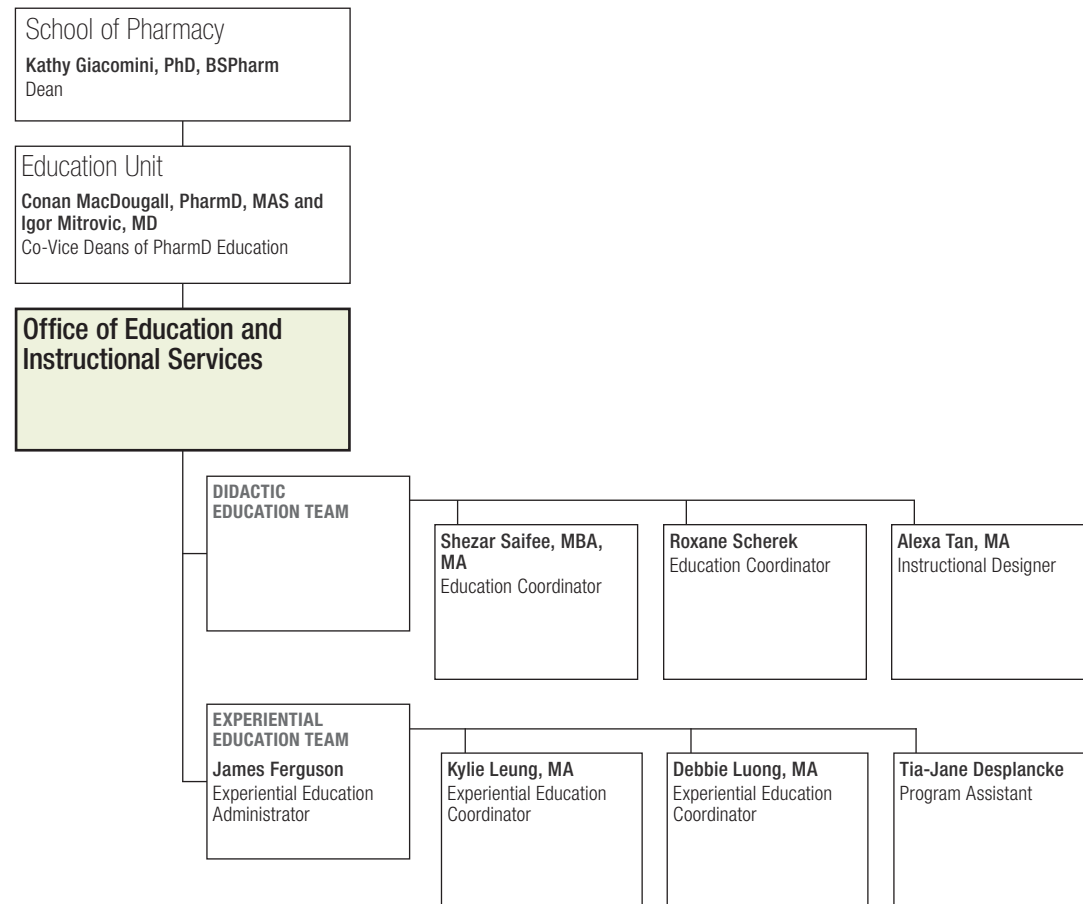 School of Pharmacy
Kathy Giacomini, PhD, BSPharm
Dean
Education Unit
Conan MacDougall, PharmD, MAS and
Igor Mitrovic, MD
Co-Vice Deans of PharmD Education
Office of Education and
Instructional Services
DIDACTIC
EDUCATION TEAM
Shezar Saifee, MBA,
MA
Education Coordinator
Roxane Scherek
Education Coordinator
Alexa Tan, MA
Instructional Designer
EXPERIENTIAL
EDUCATION TEAM
James Ferguson
Experiential Education
Administrator
Kylie Leung, MA
Experiential Education
Coordinator
Debbie Luong, MA
Experiential Education
Coordinator
Tia-Jane Desplancke
Program Assistant